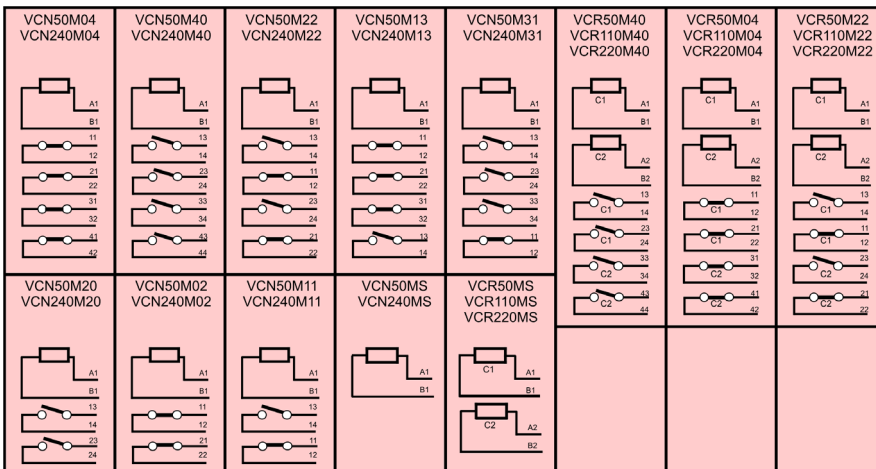 VCN50M04
VCN240M04
A1
B1
11
12
21
22
31
32
41
42
VCN50M40
VCN240M40
A1
B1
13
14
23
24
33
34
43
44
VCN50M22
VCN240M22
A1
B1
13
14
11
12
23
24
21
22
VCN50M13
VCN240M13
A1
B1
11
12
21
22
31
32
13
14
VCN50M31
VCN240M31
A1
B1
13
14
23
24
33
34
11
12
VCR50M40
VCR110M40
VCR220M40
C1
A1
B1
C2
A2
B2
13
C1
14
23
C1
24
33
C2
34
43
C2
44
VCR50M04
VCR110M04
VCR220M04
C1
A1
B1
C2
A2
B2
11
C1
12
21
C1
22
31
C2
32
41
C2
42
VCR50M22
VCR110M22
VCR220M22
C1
A1
B1
C2
A2
B2
13
C1
14
11
C1
12
23
C2
24
21
C2
22
VCN50M20
VCN240M20
A1
B1
13
14
23
24
VCN50M02
VCN240M02
A1
B1
11
12
21
22
VCN50M11
VCN240M11
A1
B1
13
14
11
12
VCN50MS
VCN240MS
A1
B1
VCR50MS
VCR110MS
VCR220MS
C1
A1
B1
C2
A2
B2